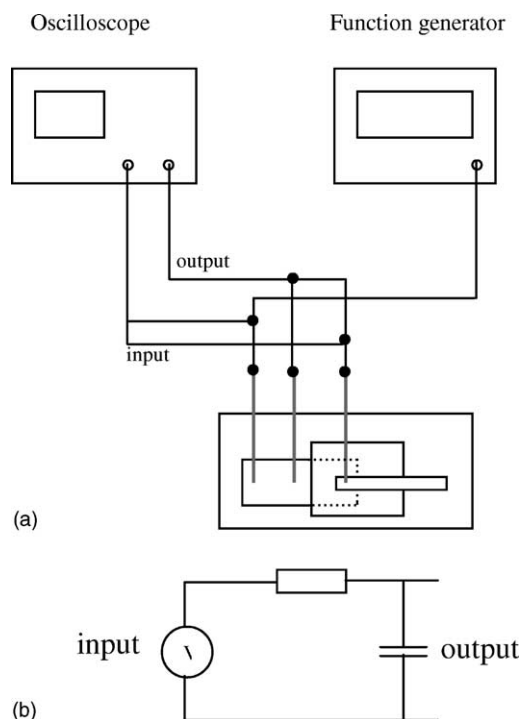 Oscilloscope
Function generator
output
input
(a)
input
V
output
(b)